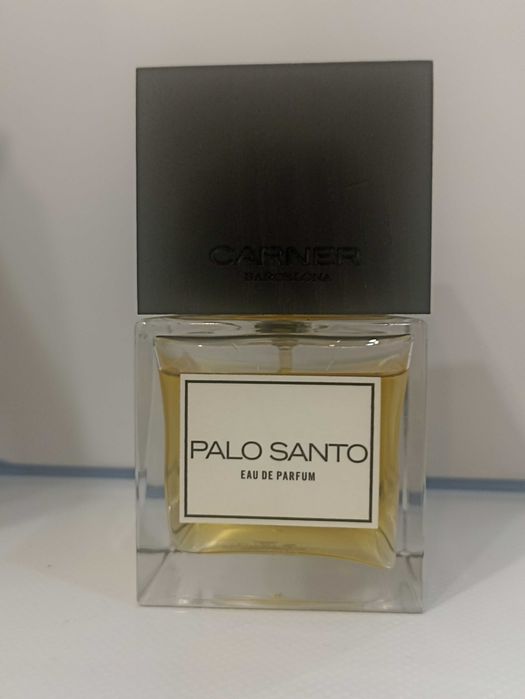 CARNER
BARCELONA
PALO SANTO
EAU DE PARFUM